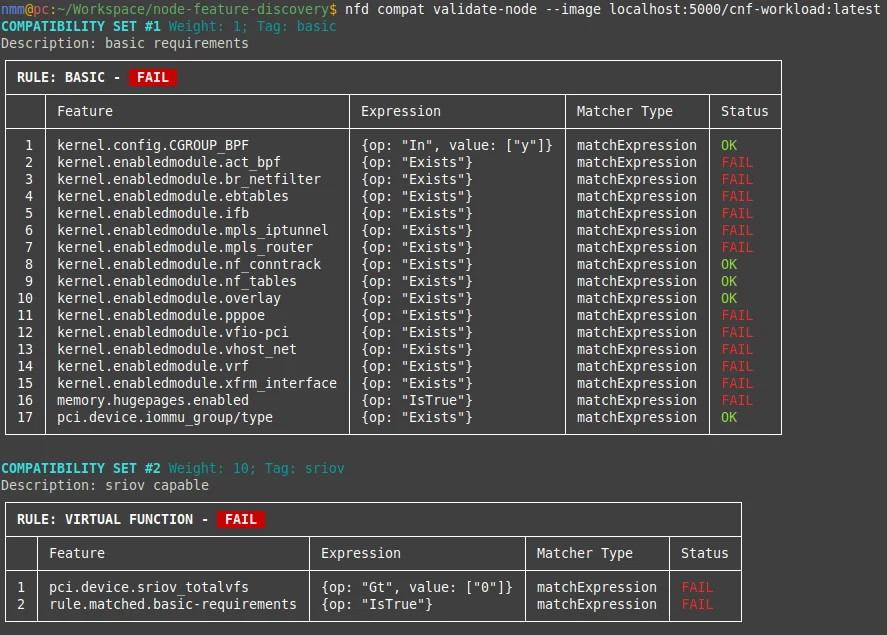 nmm@pc:~/Workspace/node-feature-discovery$ nfd compat validate-node --image localhost:5000/cnf-workload:latest
COMPATIBILITY SET #1 Weight: 1; Tag: basic
Description: basic requirements
RULE: BASIC - FAIL
Feature Expression Matcher Type Status
1 kernel.config.CGROUP_BPF {op: "In", value: ["y"]} matchExpression OK
2 kernel.enabledmodule.act_bpf {op: "Exists"} matchExpression FAIL
3 kernel.enabledmodule.br_netfilter {op: "Exists"} matchExpression FAIL
4 kernel.enabledmodule.ebtables {op: "Exists"} matchExpression FAIL
5 kernel.enabledmodule.ifb {op: "Exists"} matchExpression FAIL
6 kernel.enabledmodule.mpls_iptunnel {op: "Exists"} matchExpression FAIL
7 kernel.enabledmodule.mpls_router {op: "Exists"} matchExpression FAIL
8 kernel.enabledmodule.nf_conntrack {op: "Exists"} matchExpression OK
9 kernel.enabledmodule.nf_tables {op: "Exists"} matchExpression OK
10 kernel.enabledmodule.overlay {op: "Exists"} matchExpression OK
11 kernel.enabledmodule.pppoe {op: "Exists"} matchExpression FAIL
12 kernel.enabledmodule.vfio-pci {op: "Exists"} matchExpression FAIL
13 kernel.enabledmodule.vhost_net {op: "Exists"} matchExpression FAIL
14 kernel.enabledmodule.vrf {op: "Exists"} matchExpression FAIL
15 kernel.enabledmodule.xfrm_interface {op: "Exists"} matchExpression FAIL
16 memory.hugepages.enabled {op: "IsTrue"} matchExpression FAIL
17 pci.device.iommu_group/type {op: "Exists"} matchExpression OK
COMPATIBILITY SET #2 Weight: 10; Tag: sriov
Description: sriov capable
RULE: VIRTUAL FUNCTION - FAIL
Feature Expression Matcher Type Status
1 pci.device.sriov_totalvfs {op: "Gt", value: ["0"]} matchExpression FAIL
2 rule.matched.basic-requirements {op: "IsTrue"} matchExpression FAIL